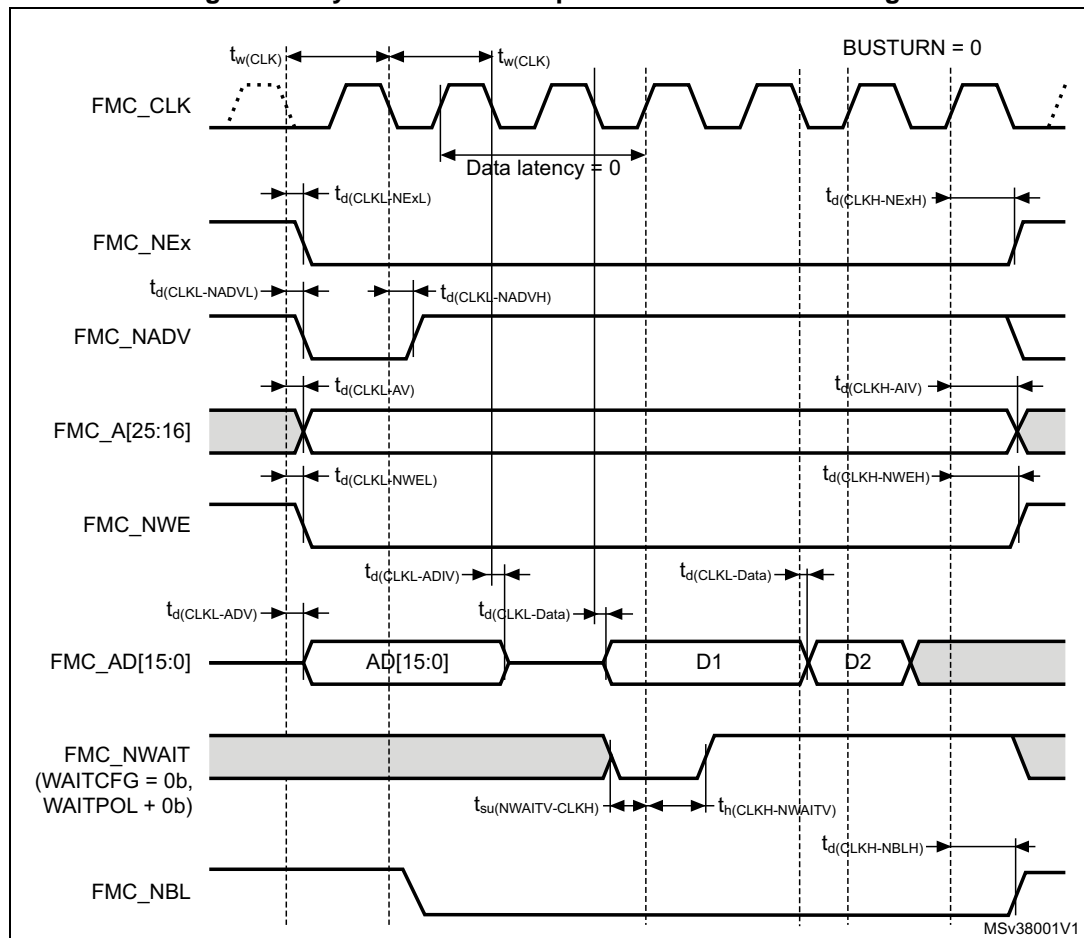 BUSTURN = 0
tw(CLK)
tw(CLK)
FMC_CLK
Data latency = 0
td(CLKL-NExL)
td(CLKH-NExH)
FMC_NEx
td(CLKL-NADVL)
td(CLKL-NADVH)
FMC_NADV
td(CLKL-AV)
td(CLKH-AIV)
FMC_A[25:16]
td(CLKL-NWEL)
td(CLKH-NWEH)
FMC_NWE
td(CLKL-ADIV)
td(CLKL-Data)
td(CLKL-ADV)
td(CLKL-Data)
FMC_AD[15:0]
AD[15:0]
D1
D2
FMC_NWAIT
(WAITCFG = 0b,
WAITPOL + 0b)
tsu(NWAITV-CLKH)
th(CLKH-NWAITV)
td(CLKH-NBLH)
FMC_NBL
MSv38001V1